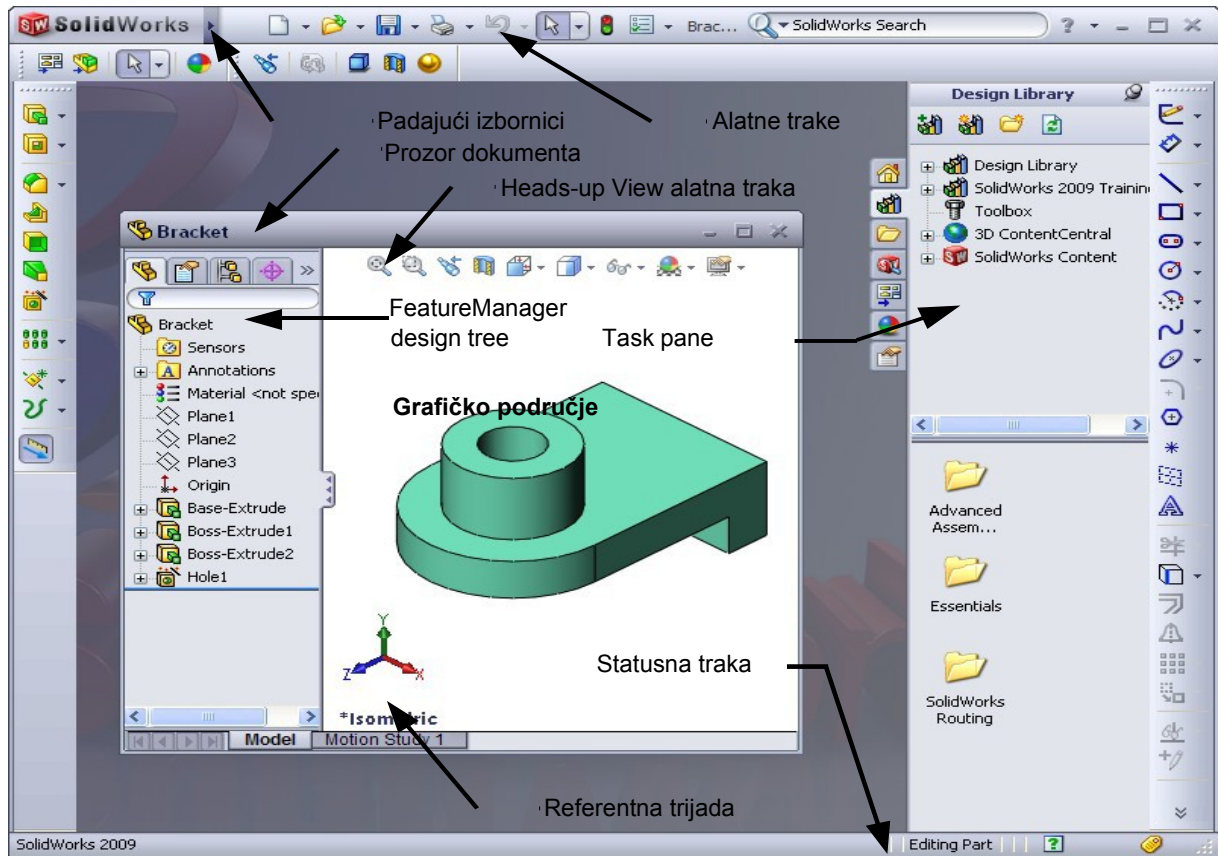 SolidWorks
Brac...
SolidWorks Search
Padajući izbornici
Alatne trake
Prozor dokumenta
Heads-up View alatna traka
Design Library
Design Library
SolidWorks 2009 Trainin
Toolbox
3D ContentCentral
SolidWorks Content
Bracket
FeatureManager
design tree
Task pane
Bracket
Sensors
Annotations
Material <not spe
Plane1
Plane2
Plane3
Origin
Base-Extrude
Boss-Extrude1
Boss-Extrude2
Hole1
Grafičko područje
Advanced
Assem...
Essentials
SolidWorks
Routing
Y
Z
X
Statusna traka
*Isometric
Model
Motion Study 1
Referentna trijada
SolidWorks 2009
Editing Part